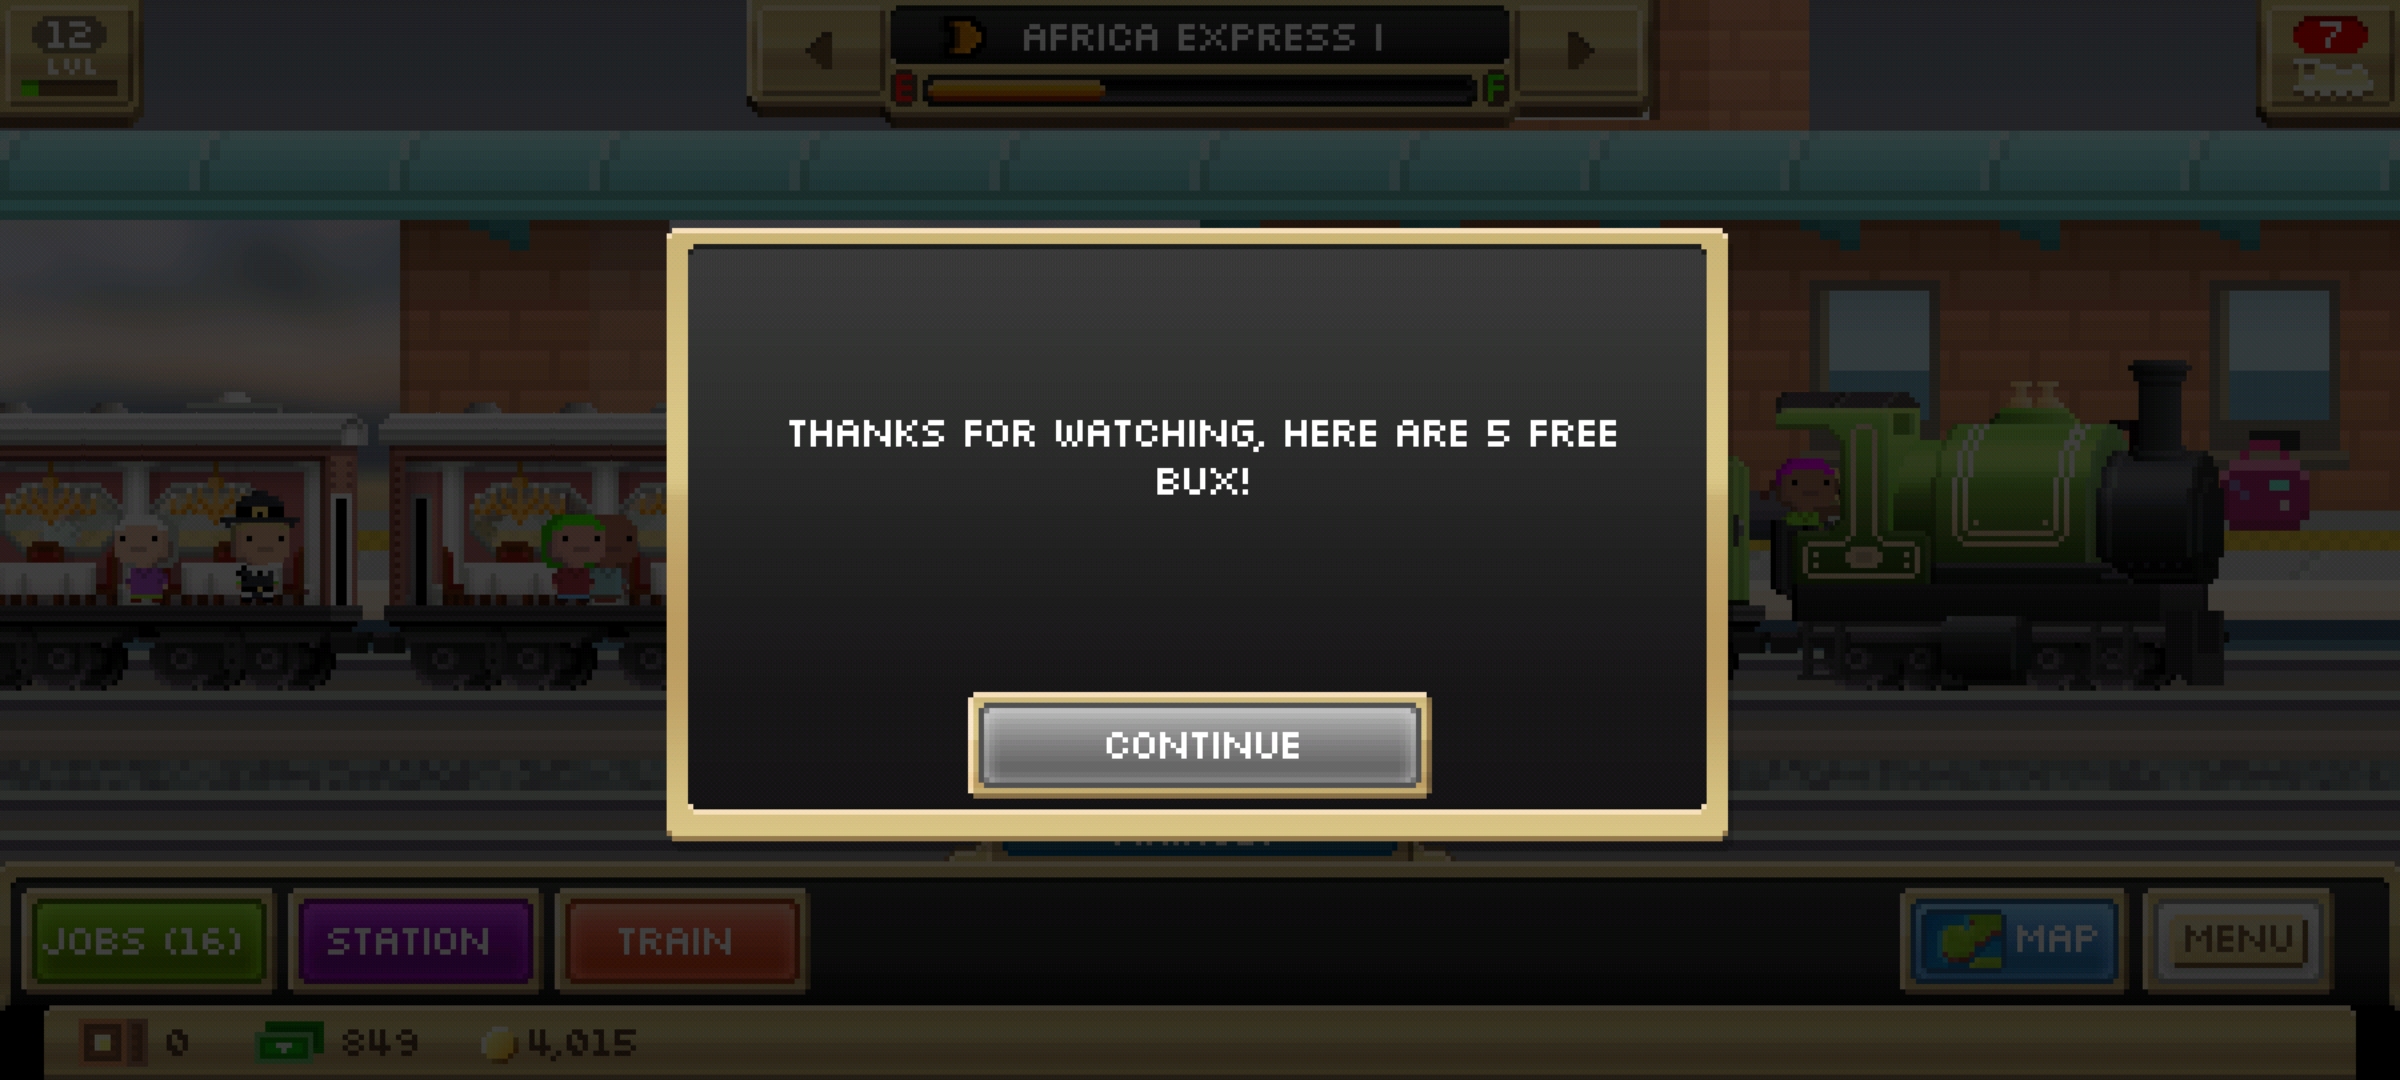 12
LVL
AFRICA EXPRESS I
E
F
7
THANKS FOR WATCHING, HERE ARE 5 FREE
BUX!
CONTINUE
JOBS (16)
STATION
TRAIN
MAP
MENU
0
849
4,015